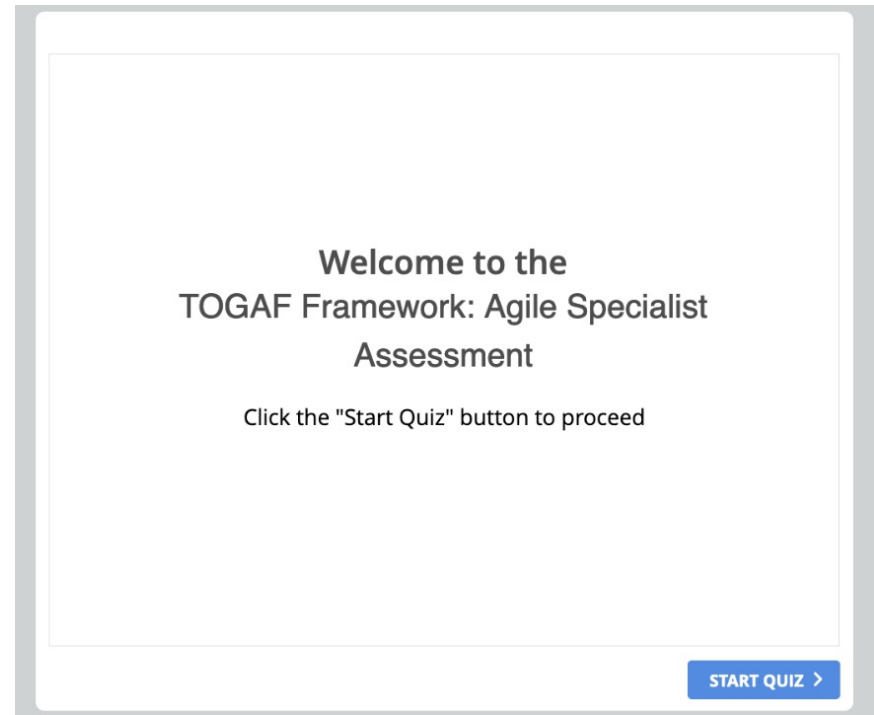 Welcome to the
TOGAF Framework: Agile Specialist
Assessment
Click the "Start Quiz" button to proceed
START QUIZ >